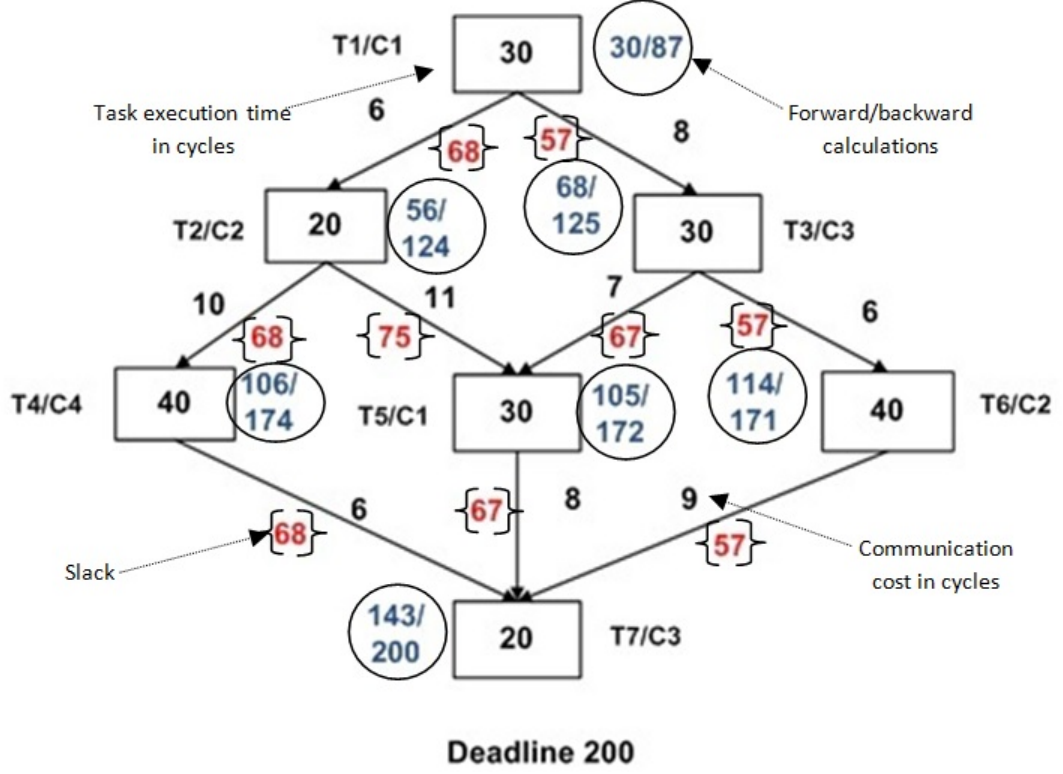 T1/C1
30
30/87
Task execution time
in cycles
6
{68}
{57}
8
Forward/backward
calculations
T2/C2
20
56/
124
68/
125
30
T3/C3
10
{68}
11
{75}
7
{67}
{57}
6
T4/C4
40
106/
174
T5/C1
30
105/
172
114/
171
40
T6/C2
6
{68}
{67}
8
9
{57}
Slack
Communication
cost in cycles
143/
200
20
T7/C3
Deadline 200